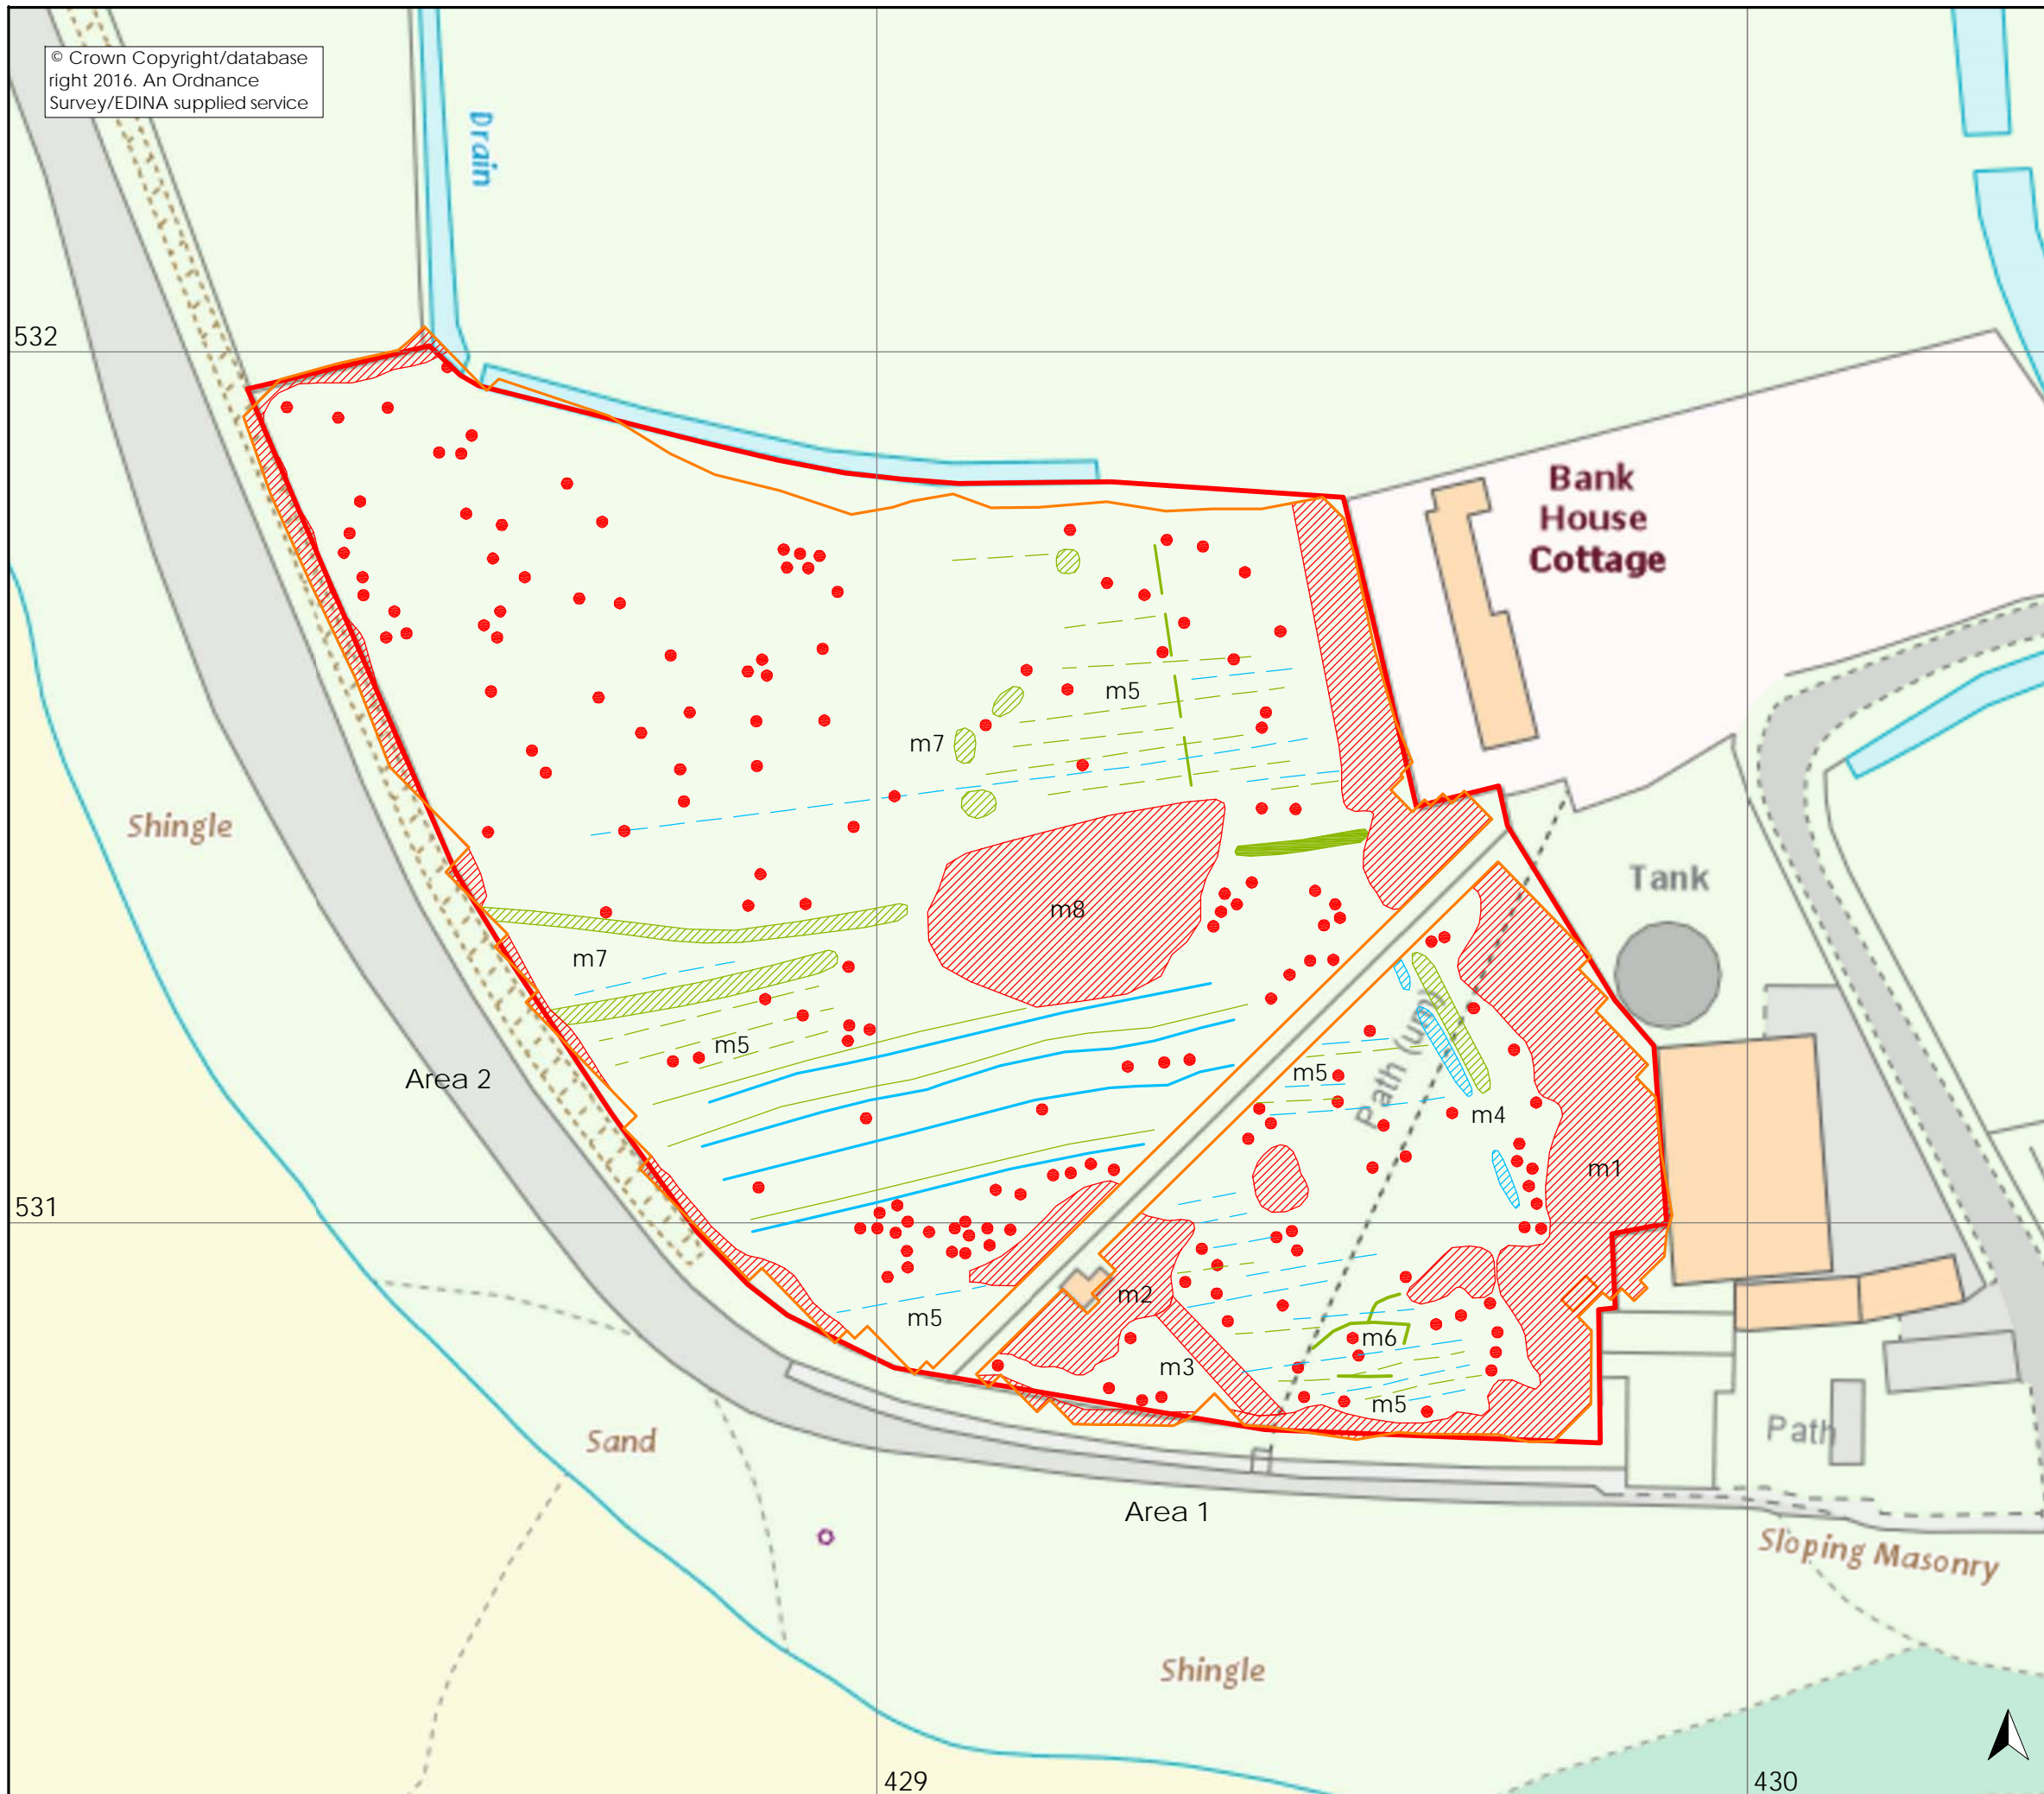 © Crown Copyright/database
right 2016. An Ordnance
Survey/EDINA supplied service
Drain
532
Bank
House
Cottage
m5
m7
Shingle
Tank
m8
m7
m5
Area 2
m5
Path (um)
m4
m1
531
m2
m5
m6
m3
m5
Path
Sand
Area 1
Sloping Masonry
Shingle
429
430